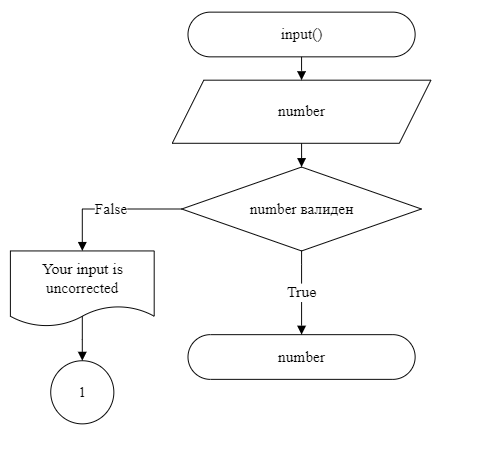 input()
number
number валиден
False
Your input is
uncorrected
True
number
1